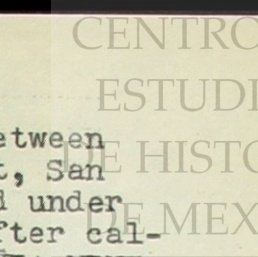 CENTRO
ESTUDI
DE HISTO
DE MEX
etween
t, San
d under
fter cal-